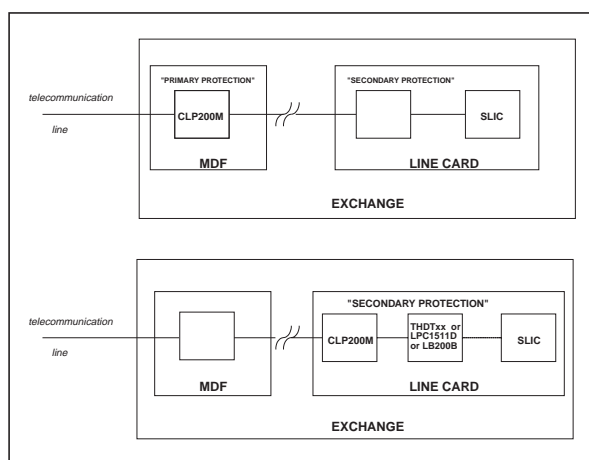 "PRIMARY PROTECTION"
"SECONDARY PROTECTION"
telecommunication
line
CLP200M
SLIC
MDF
LINE CARD
EXCHANGE
"SECONDARY PROTECTION"
telecommunication
line
CLP200M
THDTxx or
LPC1511D
or LB200B
SLIC
MDF
LINE CARD
EXCHANGE